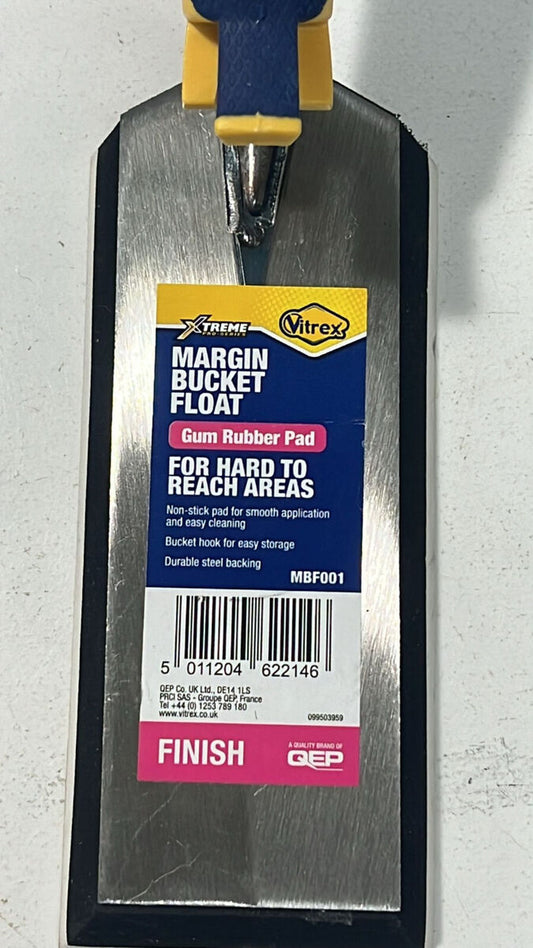 XTREME
PRO-SERIES
Vitrex
MARGIN
BUCKET
FLOAT
Gum Rubber Pad
FOR HARD TO
REACH AREAS
Non-stick pad for smooth application
and easy cleaning
Bucket hook for easy storage
Durable steel backing
MBF001
5 011204 622146
QEP Co. UK Ltd., DE14 1LS
PRCI SAS - Groupe QEP, France
Tel +44 (0) 1253 789 180
www.vitrex.co.uk
099503959
FINISH
A QUALITY BRAND OF
QEP